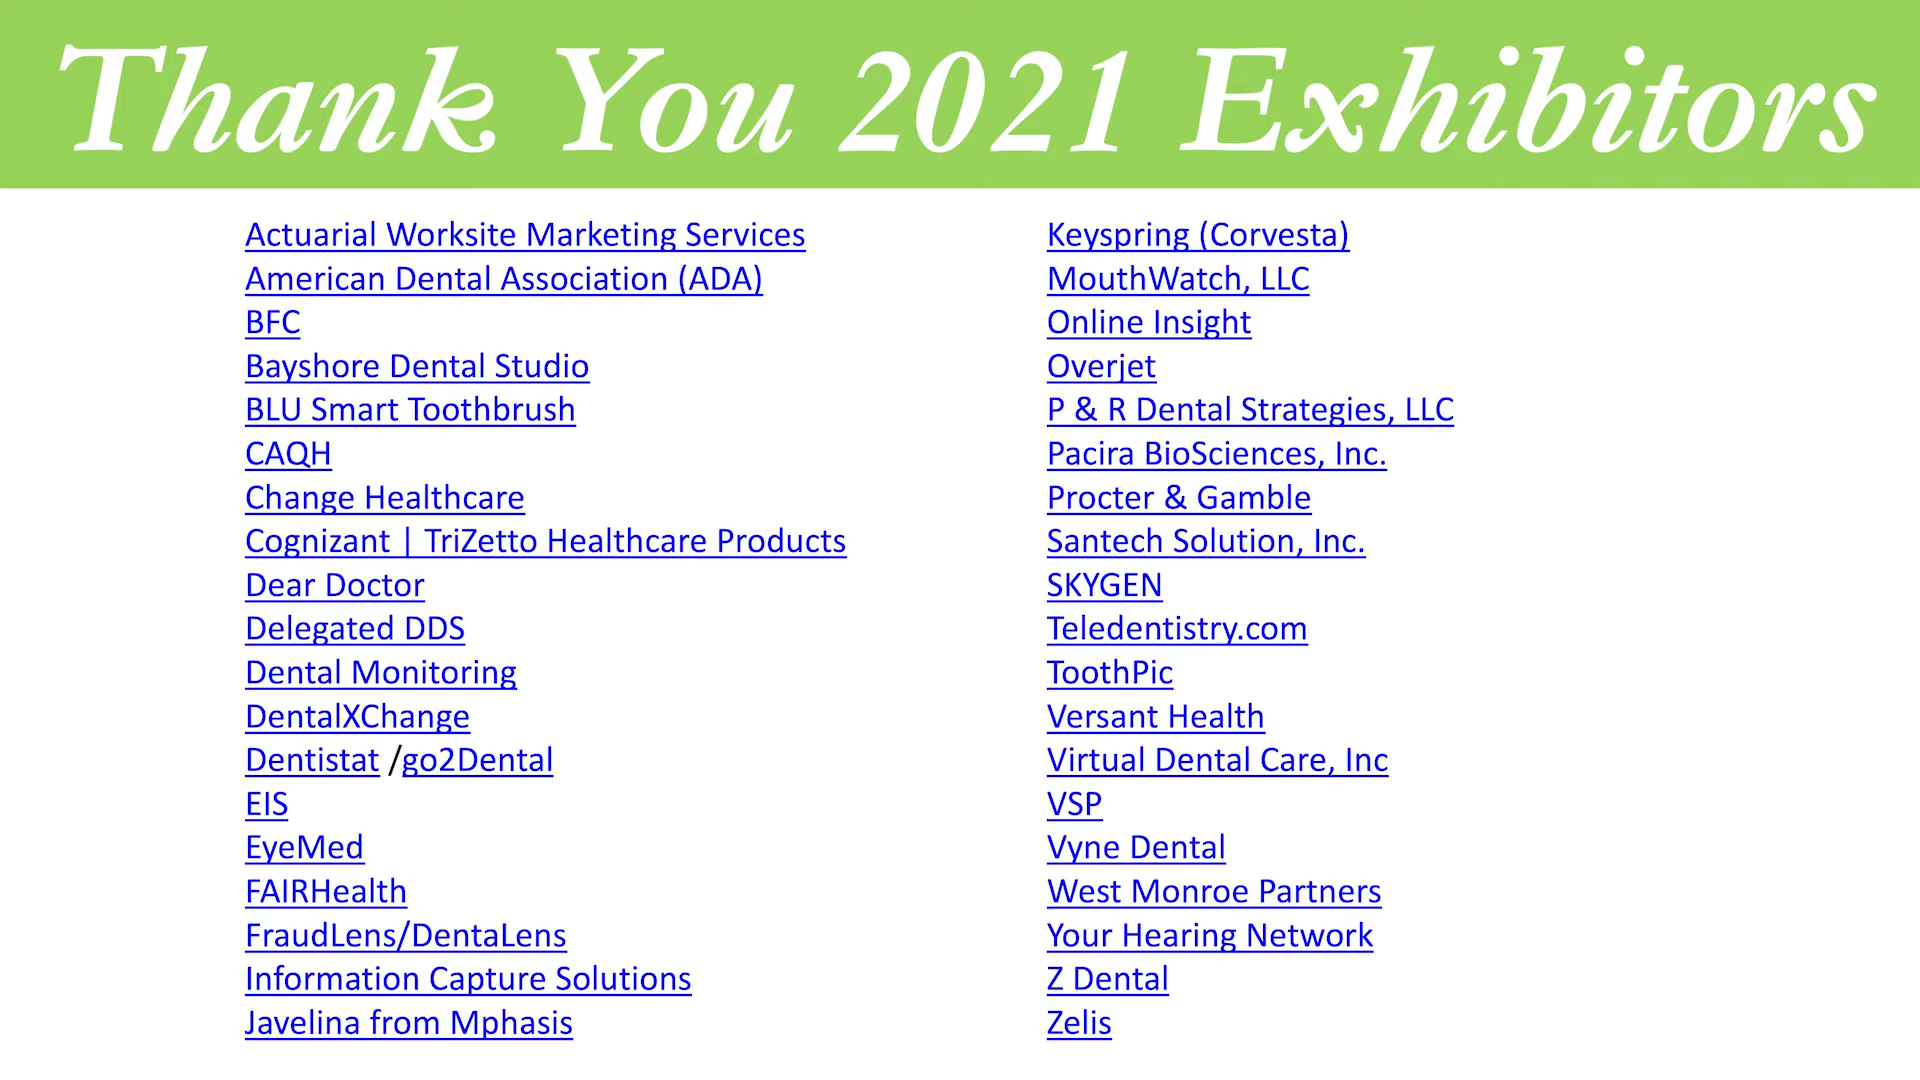 Thank You 2021 Exhibitors
Actuarial Worksite Marketing Services
American Dental Association (ADA)
BFC
Bayshore Dental Studio
BLU Smart Toothbrush
CAQH
Change Healthcare
Cognizant | TriZetto Healthcare Products
Dear Doctor
Delegated DDS
Dental Monitoring
DentalXChange
Dentistat /go2Dental
EIS
EyeMed
FAIRHealth
FraudLens/DentaLens
Information Capture Solutions
Javelina from Mphasis
Keyspring (Corvesta)
MouthWatch, LLC
Online Insight
Overjet
P & R Dental Strategies, LLC
Pacira BioSciences, Inc.
Procter & Gamble
Santech Solution, Inc.
SKYGEN
Teledentistry.com
ToothPic
Versant Health
Virtual Dental Care, Inc
VSP
Vyne Dental
West Monroe Partners
Your Hearing Network
Z Dental
Zelis